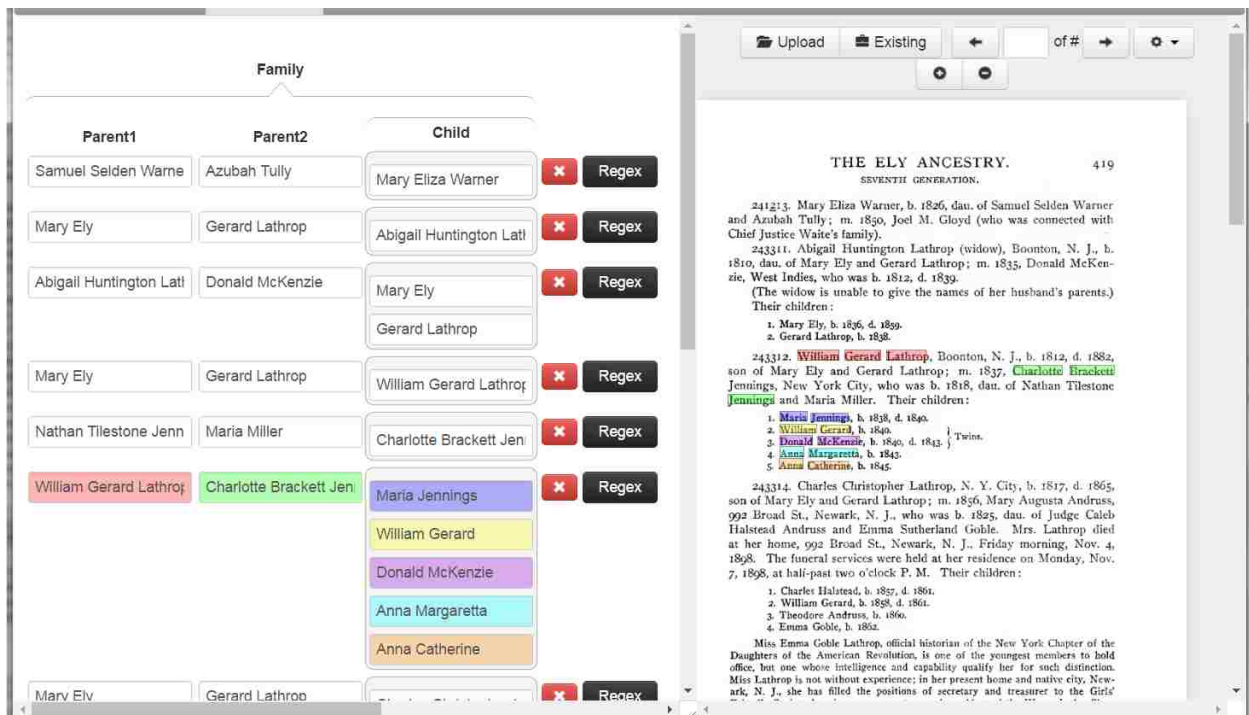 Family
Parent1 Parent2 Child
Samuel Selden Warne Azubah Tully Mary Eliza Warner Regex
Mary Ely Gerard Lathrop Abigail Huntington Lath Regex
Abigail Huntington Lath Donald McKenzie Mary Ely Regex
Gerard Lathrop
Mary Ely Gerard Lathrop William Gerard Lathrop Regex
Nathan Tilestone Jenn Maria Miller Charlotte Brackett Jen Regex
William Gerard Lathrop Charlotte Brackett Jen Maria Jennings Regex
William Gerard
Donald McKenzie
Anna Margaretta
Anna Catherine
Mary Ely Gerard Lathrop Regex
Upload Existing of #
THE ELY ANCESTRY. 419
SEVENTH GENERATION.
241213. Mary Eliza Warner, b. 1826, dau. of Samuel Selden Warner
and Azubah Tully; m. 1850, Joel M. Gloyd (who was connected with
Chief Justice Waite's family).
243311. Abigail Huntington Lathrop (widow), Boonton, N. J., b.
1810, dau. of Mary Ely and Gerard Lathrop; m. 1835, Donald McKen-
zie, West Indies, who was b. 1812, d. 1839.
(The widow is unable to give the names of her husband's parents.)
Their children:
1. Mary Ely, b. 1836, d. 1859.
2. Gerard Lathrop, b. 1838.
243312. William Gerard Lathrop, Boonton, N. J., b. 1812, d. 1882,
son of Mary Ely and Gerard Lathrop; m. 1837, Charlotte Brackett
Jennings, New York City, who was b. 1818, dau. of Nathan Tilestone
Jennings and Maria Miller. Their children:
1. Maria Jennings, b. 1838, d. 1840.
2. William Gerard, b. 1840.
3. Donald McKenzie, b. 1840, d. 1843. } Twins.
4. Anna Margaretta, b. 1843.
5. Anna Catherine, b. 1845.
243314. Charles Christopher Lathrop, N. Y. City, b. 1817, d. 1865,
son of Mary Ely and Gerard Lathrop; m. 1856, Mary Augusta Andruss,
992 Broad St., Newark, N. J., who was b. 1825, dau. of Judge Caleb
Halstead Andruss and Emma Sutherland Goble. Mrs. Lathrop died
at her home, 992 Broad St., Newark, N. J., Friday morning, Nov. 4,
1898. The funeral services were held at her residence on Monday, Nov.
7, 1898, at half-past two o'clock P. M. Their children:
1. Charles Halstead, b. 1857, d. 1861.
2. William Gerard, b. 1858, d. 1861.
3. Theodore Andruss, b. 1860.
4. Emma Goble, b. 1862.
Miss Emma Goble Lathrop, official historian of the New York Chapter of the
Daughters of the American Revolution, is one of the youngest members to hold
office, but one whose intelligence and capability qualify her for such distinction.
Miss Lathrop is not without experience; in her present home and native city, New-
ark, N. J., she has filled the positions of secretary and treasurer to the Girls'